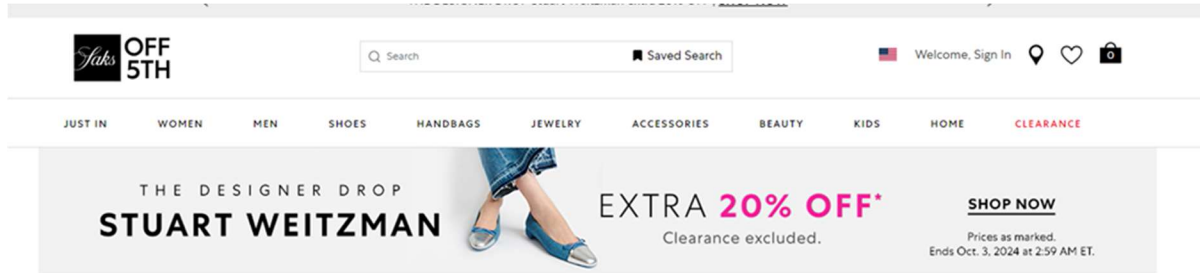 SHOP NOW
Saks OFF 5TH
Search
Saved Search
Welcome, Sign In
0
JUST IN WOMEN MEN SHOES HANDBAGS JEWELRY ACCESSORIES BEAUTY KIDS HOME CLEARANCE
THE DESIGNER DROP
STUART WEITZMAN
EXTRA 20% OFF*
Clearance excluded.
SHOP NOW
Prices as marked.
Ends Oct. 3, 2024 at 2:59 AM ET.